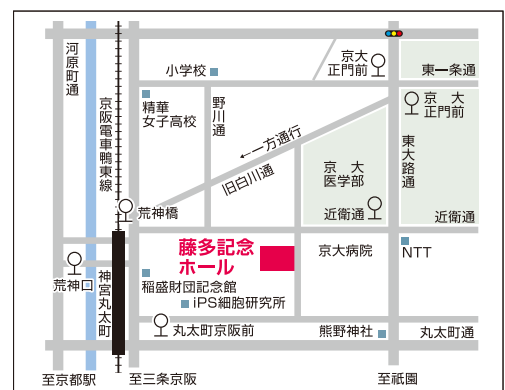 河原町通
京阪電車鴨東線
小学校
京大
正門前
東一条通
精華
女子高校
野川通
←一方通行
旧白川通
京大
正門前
東大路通
京大
医学部
近衛通
近衛通
荒神橋
荒神口
神宮丸太町
藤多記念
ホール
京大病院
NTT
稲盛財団記念館
iPS細胞研究所
丸太町京阪前
熊野神社
丸太町通
至京都駅
至三条京阪
至祇園